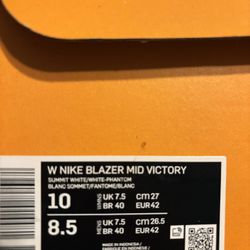 W NIKE BLAZER MID VICTORY
SUMMIT WHITE/WHITE-PHANTOM
BLANC SOMMET/FANTOME/BLANC
10 UK 7.5 cm 27
BR 40 EUR 42
8.5 UK 7.5 cm 26.5
BR 40 EUR 42
MADE IN INDONESIA